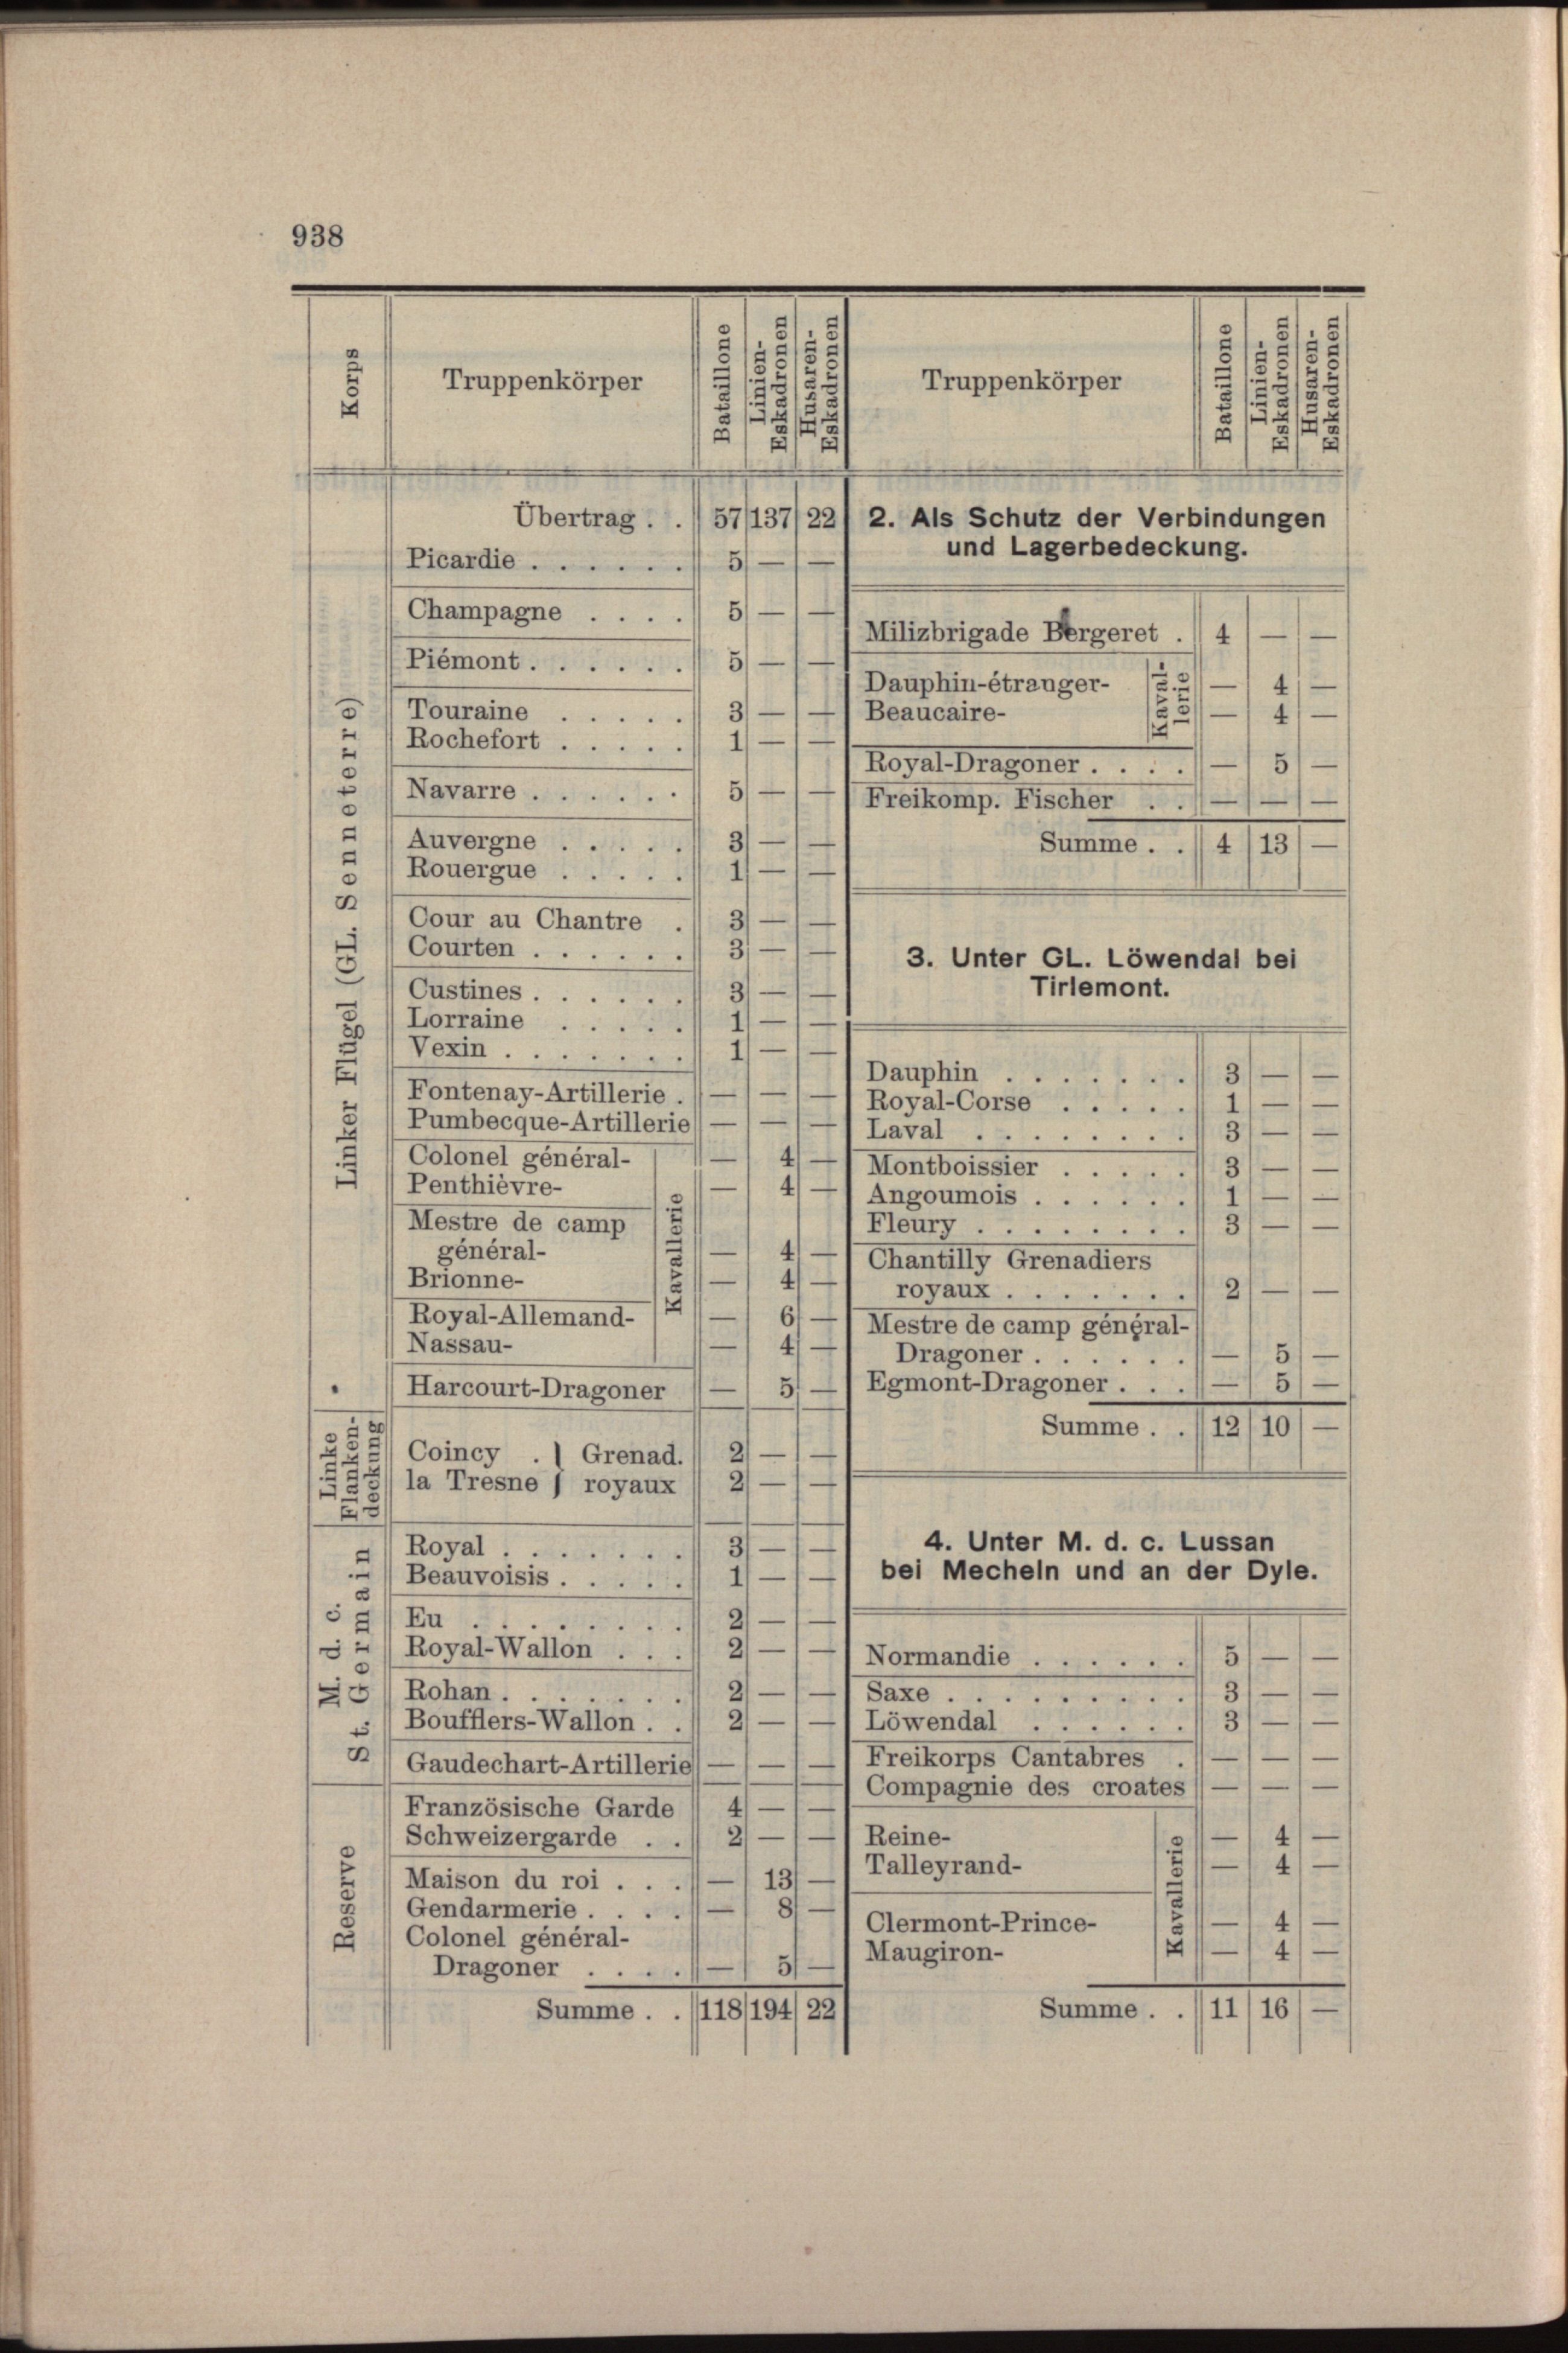 938
Korps
Truppenkörper
Bataillone
Linien-
Eskadronen
Husaren-
Eskadronen
Übertrag . . 57 137 22
Linker Flügel (GL. Senneterre)
Picardie . . . . . . 5 — —
Champagne . . . . 5 — —
Piémont . . . . . . 5 — —
Touraine . . . . . 3 — —
Rochefort . . . . . 1 — —
Navarre . . . . . . 5 — —
Auvergne . . . . . 3 — —
Rouergue . . . . . 1 — —
Cour au Chantre . 3 — —
Courten . . . . . . 3 — —
Custines . . . . . . 3 — —
Lorraine . . . . . 1 — —
Vexin . . . . . . . 1 — —
Fontenay-Artillerie . — — —
Pumbecque-Artillerie — — —
Kavallerie
Colonel général- — 4 —
Penthièvre- — 4 —
Mestre de camp
général- — 4 —
Brionne- — 4 —
Royal-Allemand- — 6 —
Nassau- — 4 —
Harcourt-Dragoner — 5 —
Linke
Flanken-
deckung
Coincy . } Grenad. 2 — —
la Tresne } royaux 2 — —
M. d. c.
St. Germain
Royal . . . . . . . 3 — —
Beauvoisis . . . . . 1 — —
Eu . . . . . . . . 2 — —
Royal-Wallon . . . 2 — —
Rohan . . . . . . . 2 — —
Boufflers-Wallon . . 2 — —
Gaudechart-Artillerie — — —
Reserve
Französische Garde 4 — —
Schweizergarde . . 2 — —
Maison du roi . . . — 13 —
Gendarmerie . . . . — 8 —
Colonel général-
Dragoner . . . . — 5 —
Summe . . 118 194 22
Truppenkörper
Bataillone
Linien-
Eskadronen
Husaren-
Eskadronen
2. Als Schutz der Verbindungen
und Lagerbedeckung.
Milizbrigade Bergeret . 4 — —
Kaval-
lerie
Dauphin-étranger- — 4 —
Beaucaire- — 4 —
Royal-Dragoner . . . . — 5 —
Freikomp. Fischer . . — — —
Summe . . 4 13 —
3. Unter GL. Löwendal bei
Tirlemont.
Dauphin . . . . . . . 3 — —
Royal-Corse . . . . . 1 — —
Laval . . . . . . . . 3 — —
Montboissier . . . . . 3 — —
Angoumois . . . . . . 1 — —
Fleury . . . . . . . . 3 — —
Chantilly Grenadiers
royaux . . . . . . . 2 — —
Mestre de camp général-
Dragoner . . . . . . — 5 —
Egmont-Dragoner . . . — 5 —
Summe . . 12 10 —
4. Unter M. d. c. Lussan
bei Mecheln und an der Dyle.
Normandie . . . . . . 5 — —
Saxe . . . . . . . . . 3 — —
Löwendal . . . . . . 3 — —
Freikorps Cantabres . — — —
Compagnie des croates — — —
Kavallerie
Reine- — 4 —
Talleyrand- — 4 —
Clermont-Prince- — 4 —
Maugiron- — 4 —
Summe . . 11 16 —